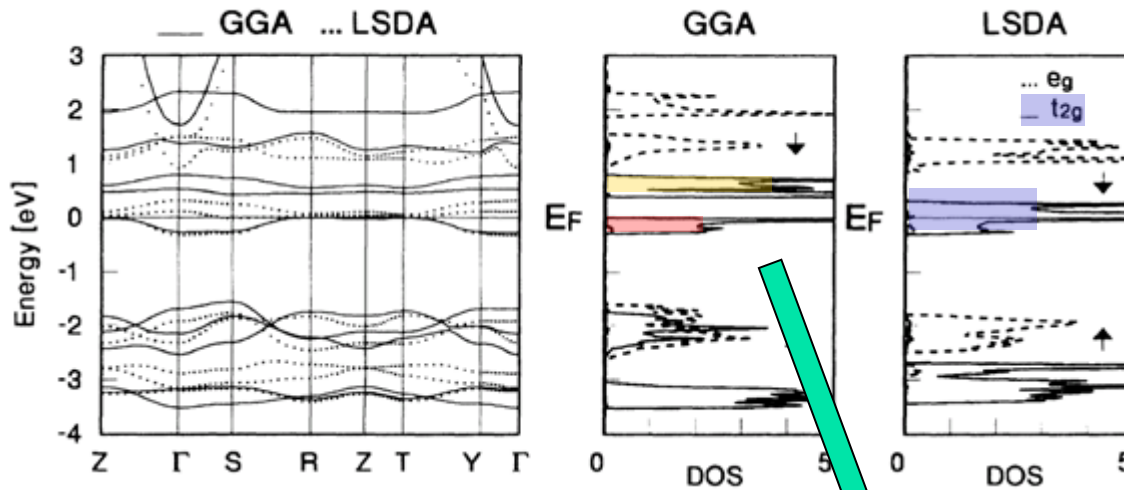 GGA ... LSDA
GGA
LSDA
3
2
1
0
-1
-2
-3
-4
Energy [eV]
Z Γ S R Z T Y Γ
EF
0 5
DOS
EF
... eg
t2g
0 5
DOS